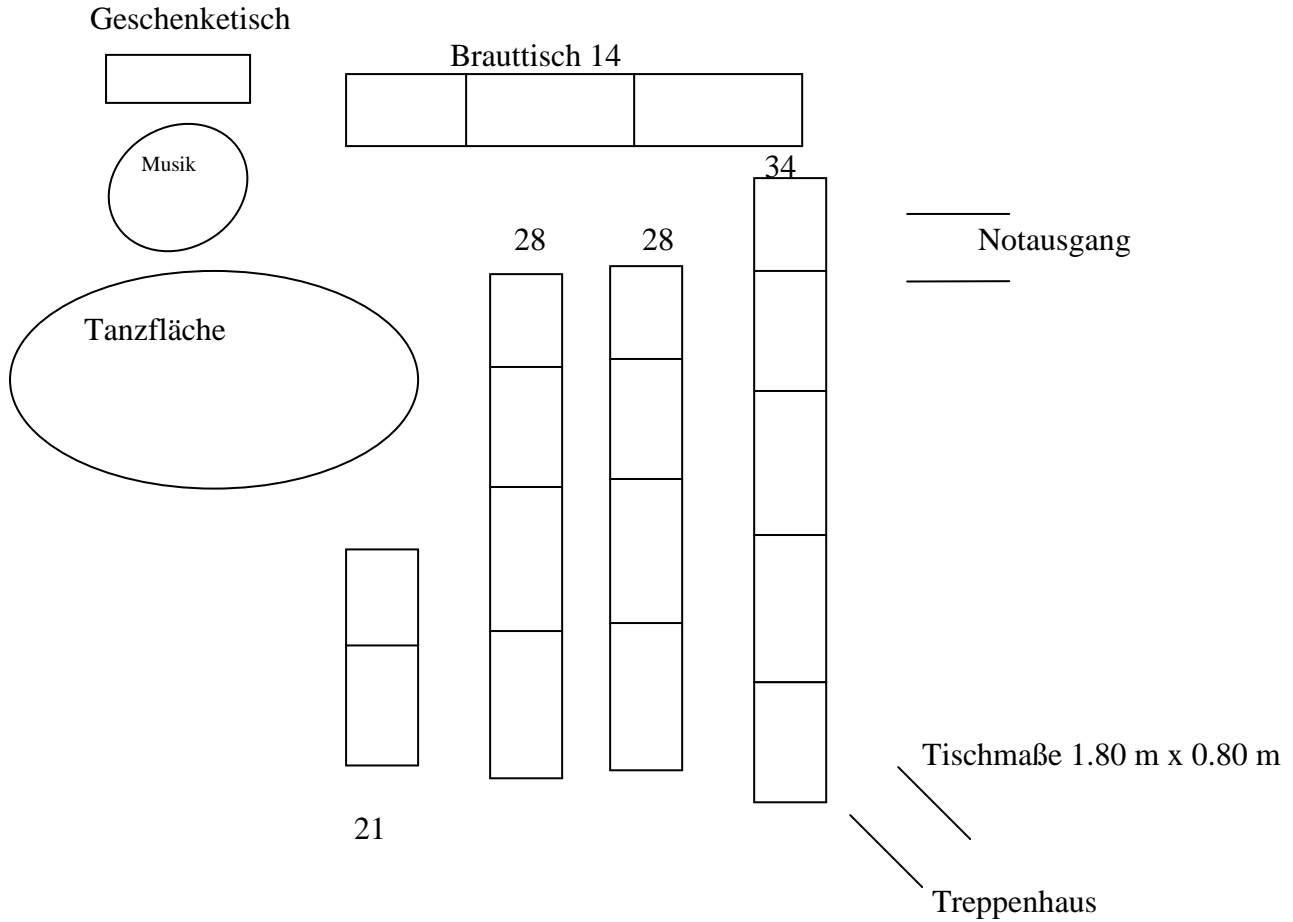 Geschenketisch
Brauttisch 14
Musik
34
28
28
Notausgang
Tanzfläche
Tischmaße 1.80 m x 0.80 m
21
Treppenhaus